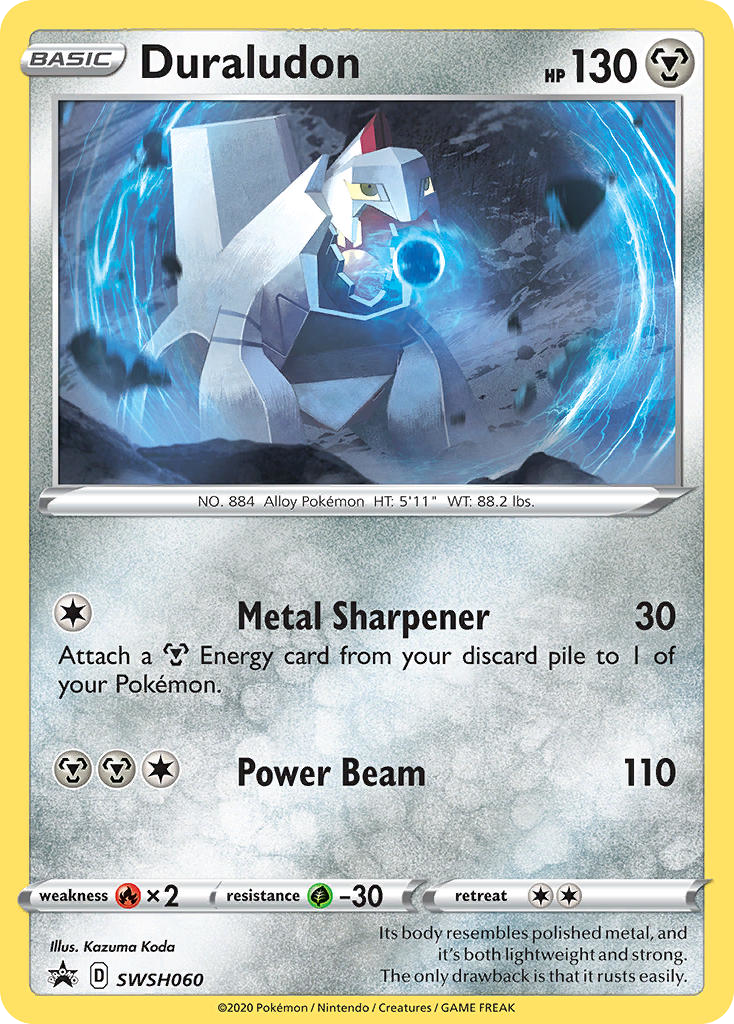 BASIC Duraludon HP 130
NO. 884 Alloy Pokémon HT: 5'11" WT: 88.2 lbs.
Metal Sharpener 30
Attach a Energy card from your discard pile to 1 of
your Pokémon.
Power Beam 110
weakness ×2 resistance -30 retreat
Its body resembles polished metal, and
it's both lightweight and strong.
The only drawback is that it rusts easily.
Illus. Kazuma Koda
D SWSH060
©2020 Pokémon / Nintendo / Creatures / GAME FREAK